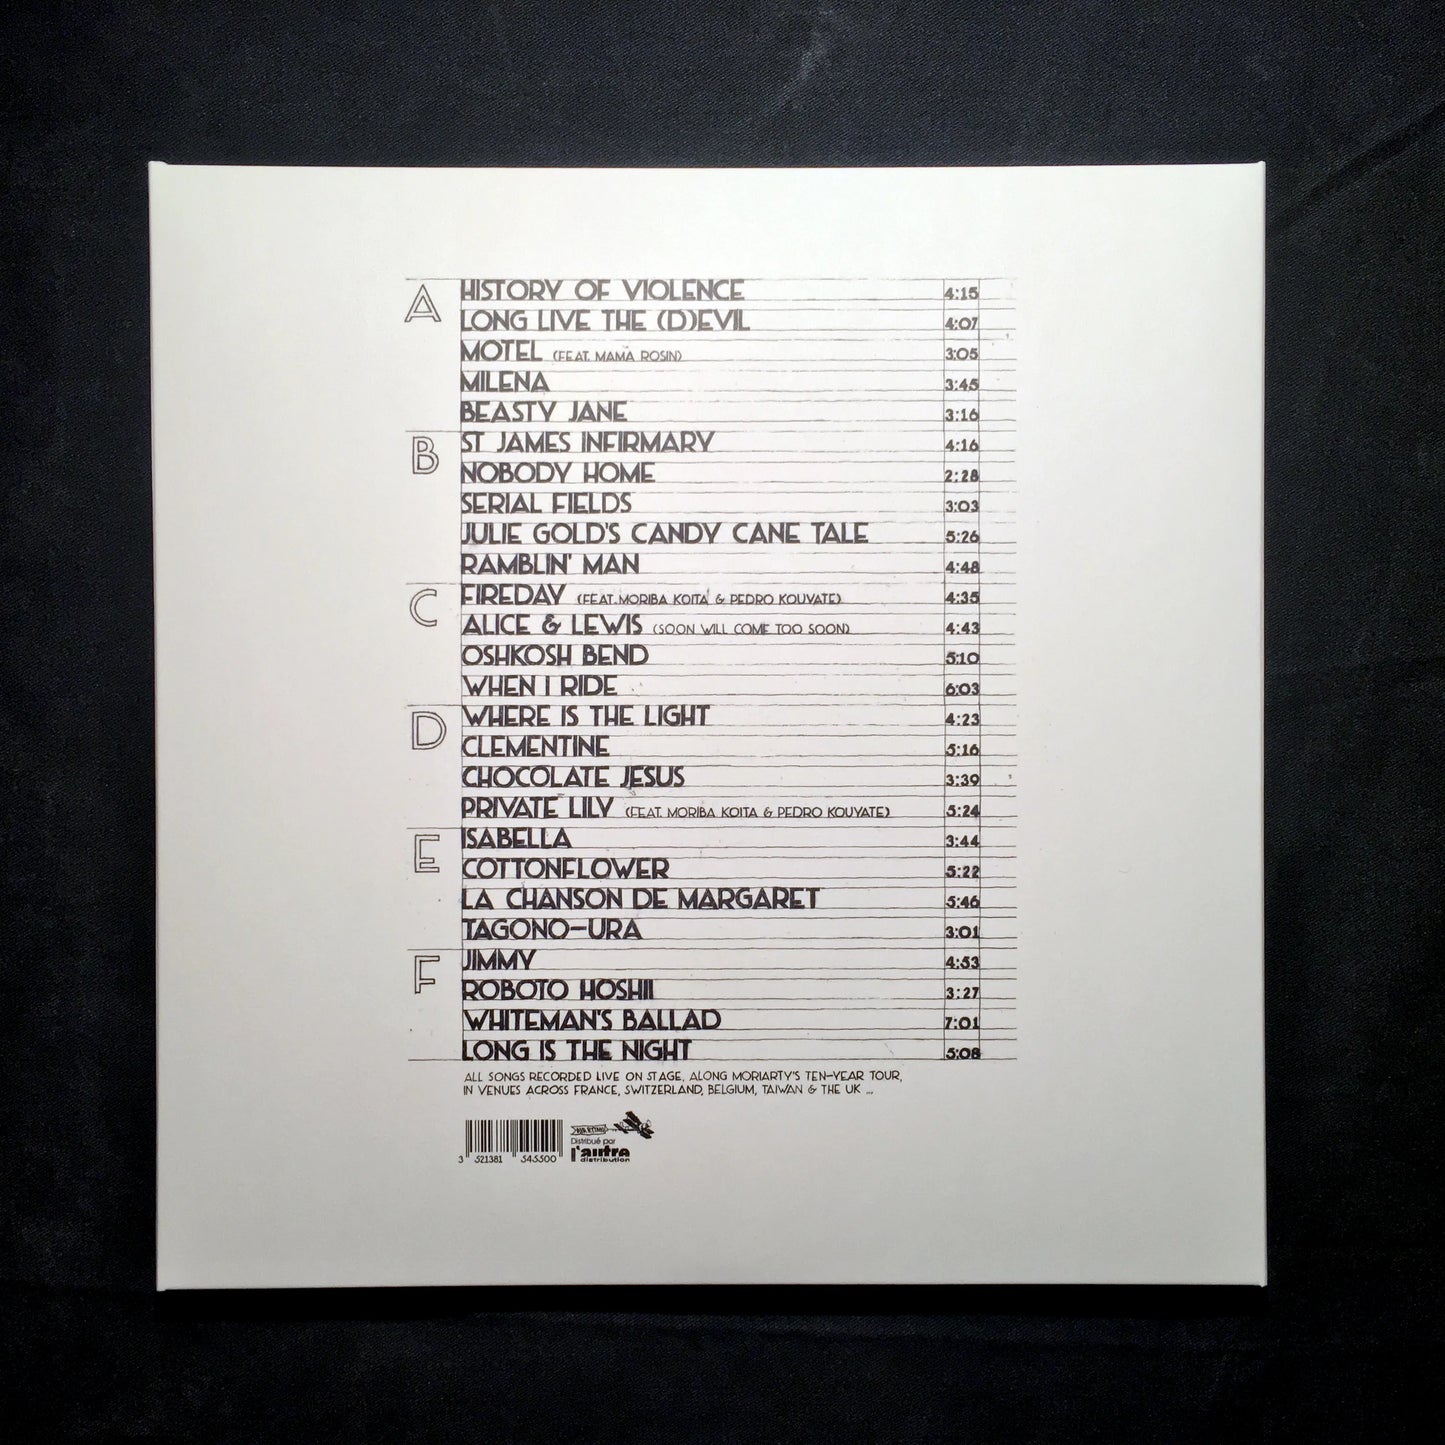 A
HISTORY OF VIOLENCE 4:15
LONG LIVE THE (D)EVIL 4:07
MOTEL (FEAT. MAMA ROSIN) 3:05
MILENA 3:45
BEASTY JANE 3:16
B
ST JAMES INFIRMARY 4:16
NOBODY HOME 2:28
SERIAL FIELDS 3:03
JULIE GOLD'S CANDY CANE TALE 5:26
RAMBLIN' MAN 4:48
C
FIREDAY (FEAT. MORIBA KOITA & PEDRO KOUYATE) 4:35
ALICE & LEWIS (SOON WILL COME TOO SOON) 4:43
OSHKOSH BEND 5:10
WHEN I RIDE 6:03
D
WHERE IS THE LIGHT 4:23
CLEMENTINE 5:16
CHOCOLATE JESUS 3:39
PRIVATE LILY (FEAT. MORIBA KOITA & PEDRO KOUYATE) 5:24
E
ISABELLA 3:44
COTTONFLOWER 5:22
LA CHANSON DE MARGARET 5:46
TAGONO-URA 3:01
F
JIMMY 4:53
ROBOTO HOSHII 3:27
WHITEMAN'S BALLAD 7:01
LONG IS THE NIGHT 5:08
ALL SONGS RECORDED LIVE ON STAGE, ALONG MORIARTY'S TEN-YEAR TOUR,
IN VENUES ACROSS FRANCE, SWITZERLAND, BELGIUM, TAIWAN & THE UK ...
3 521381 545500
Distribué par
l'autre
distribution